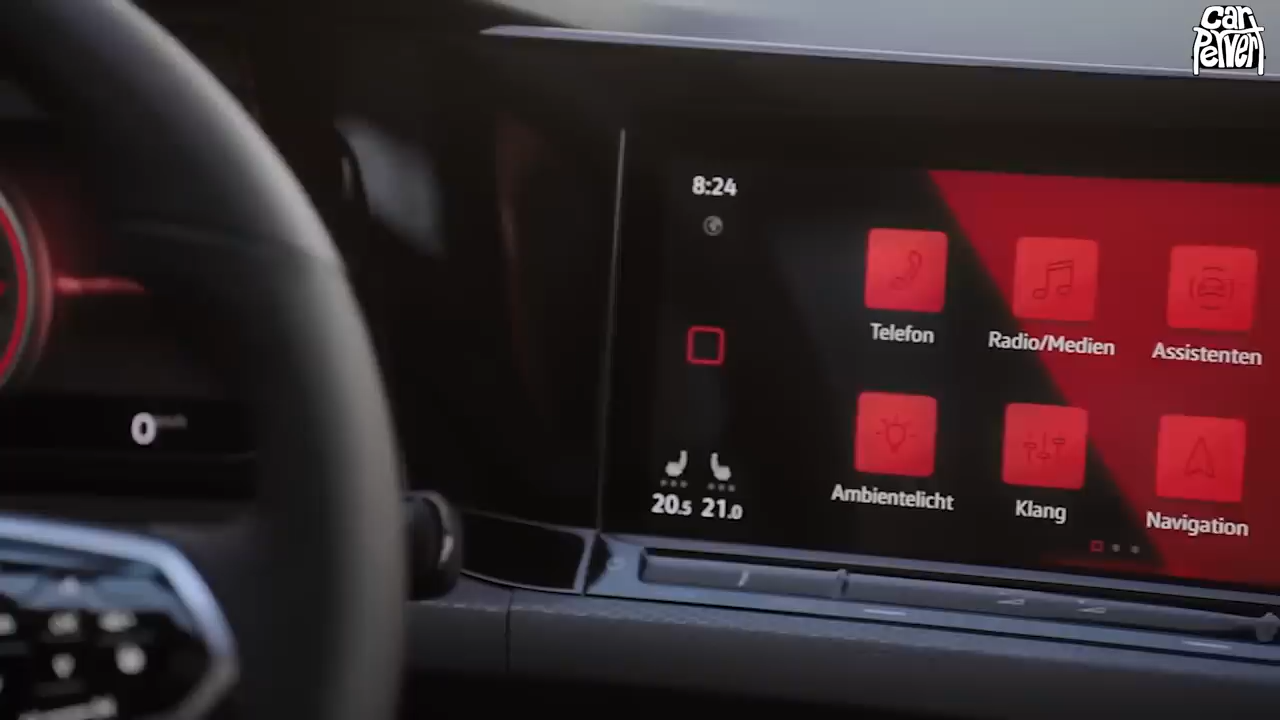 Car
Pervert
8:24
Telefon
Radio/Medien
Assistenten
0
Ambientelicht
Klang
Navigation
20.5 21.0